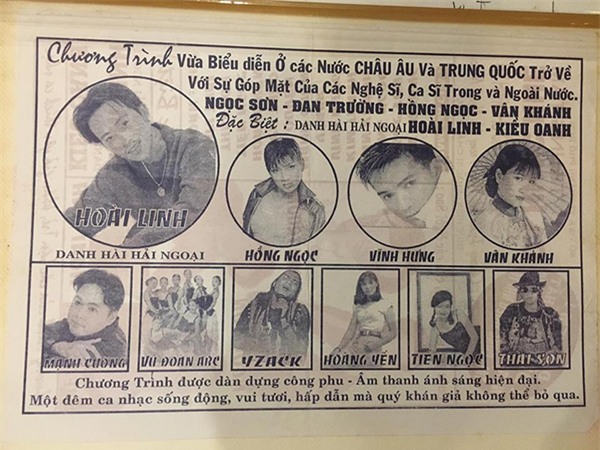 Chương Trình Vừa Biểu diễn Ở các Nước CHÂU ÂU Và TRUNG QUỐC Trở Về
Với Sự Góp Mặt Của Các Nghệ Sĩ, Ca Sĩ Trong và Ngoài Nước.
NGỌC SƠN - ĐAN TRƯỜNG - HỒNG NGỌC - VÂN KHÁNH
Đặc Biệt : DANH HÀI HẢI NGOẠI HOÀI LINH - KIỀU OANH
HOÀI LINH
DANH HÀI HẢI NGOẠI
HỒNG NGỌC
VĨNH HƯNG
VÂN KHÁNH
MẠNH CƯỜNG
VŨ ĐOÀN ABC
YZACK
HOÀNG YẾN
TIẾN NGỌC
THÁI SƠN
Chương Trình được dàn dựng công phu - Âm thanh ánh sáng hiện đại.
Một đêm ca nhạc sống động, vui tươi, hấp dẫn mà quý khán giả không thể bỏ qua.